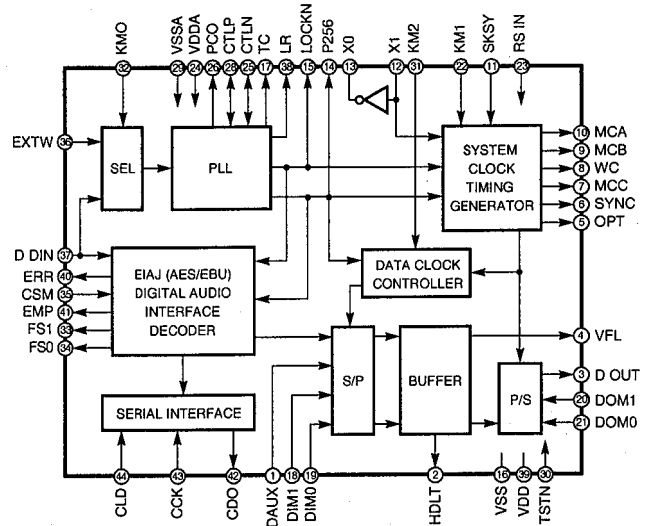 KMO
VSSA
VDDA
PCO
CTLP
CTLN
TC
LR
LOCKN
P256
X0
X1
KM2
KM1
SKSY
RS IN
32
29
24
26
28
25
17
38
15
14
13
12
31
22
11
23
EXTW 36
SEL
PLL
SYSTEM
CLOCK
TIMING
GENERATOR
10 MCA
9 MCB
8 WC
7 MCC
6 SYNC
5 OPT
D DIN 37
ERR 40
CSM 35
EMP 41
FS1 33
FS0 34
EIAJ (AES/EBU)
DIGITAL AUDIO
INTERFACE
DECODER
DATA CLOCK
CONTROLLER
4 VFL
3 D OUT
20 DOM1
21 DOM0
S/P
BUFFER
P/S
SERIAL INTERFACE
44
43
42
1
18
19
2
16
39
30
CLD
CCK
CDO
DAUX
DIM1
DIM0
HDLT
VSS
VDD
TSTN